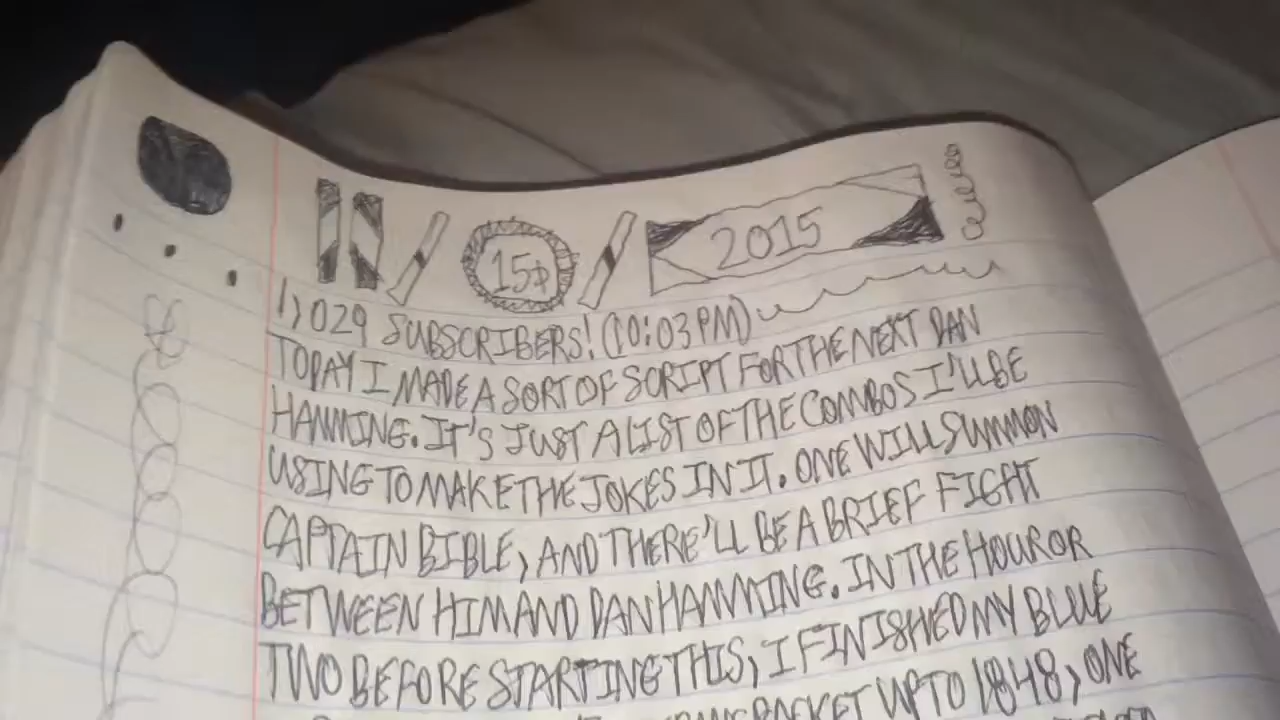 11/15/2015
1,029 SUBSCRIBERS! (10:03 PM)
TODAY I MADE A SORT OF SCRIPT FOR THE NEXT DAN
HAMMING. IT'S JUST A LIST OF THE COMBOS I'LL BE
USING TO MAKE THE JOKES IN IT. ONE WILL SUMMON
CAPTAIN BIBLE, AND THERE'LL BE A BRIEF FIGHT
BETWEEN HIM AND DAN HAMMING. IN THE HOUR OR
TWO BEFORE STARTING THIS, I FINISHED MY BLUE
PACKET UP TO 1848, ONE